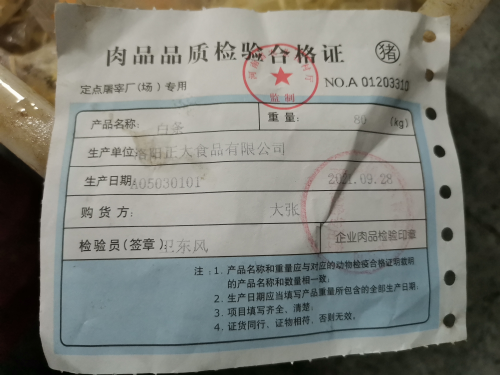 肉品品质检验合格证 猪
定点屠宰厂(场)专用 监制 NO.A 01203310
产品名称: 白条 重量: 80 (kg)
生产单位: 洛阳正大食品有限公司
生产日期: A05030101 2021.09.28
购货方: 大张
检验员(签章) 东风 企业肉品检验印章
注:1. 产品名称和重量应与对应的动物检疫合格证明载明
的产品名称和数量相一致;
2. 生产日期应当填写产品重量所包含的全部生产日期.
3. 项目填写齐全、清楚;
4. 证货同行、证物相符、否则无效。